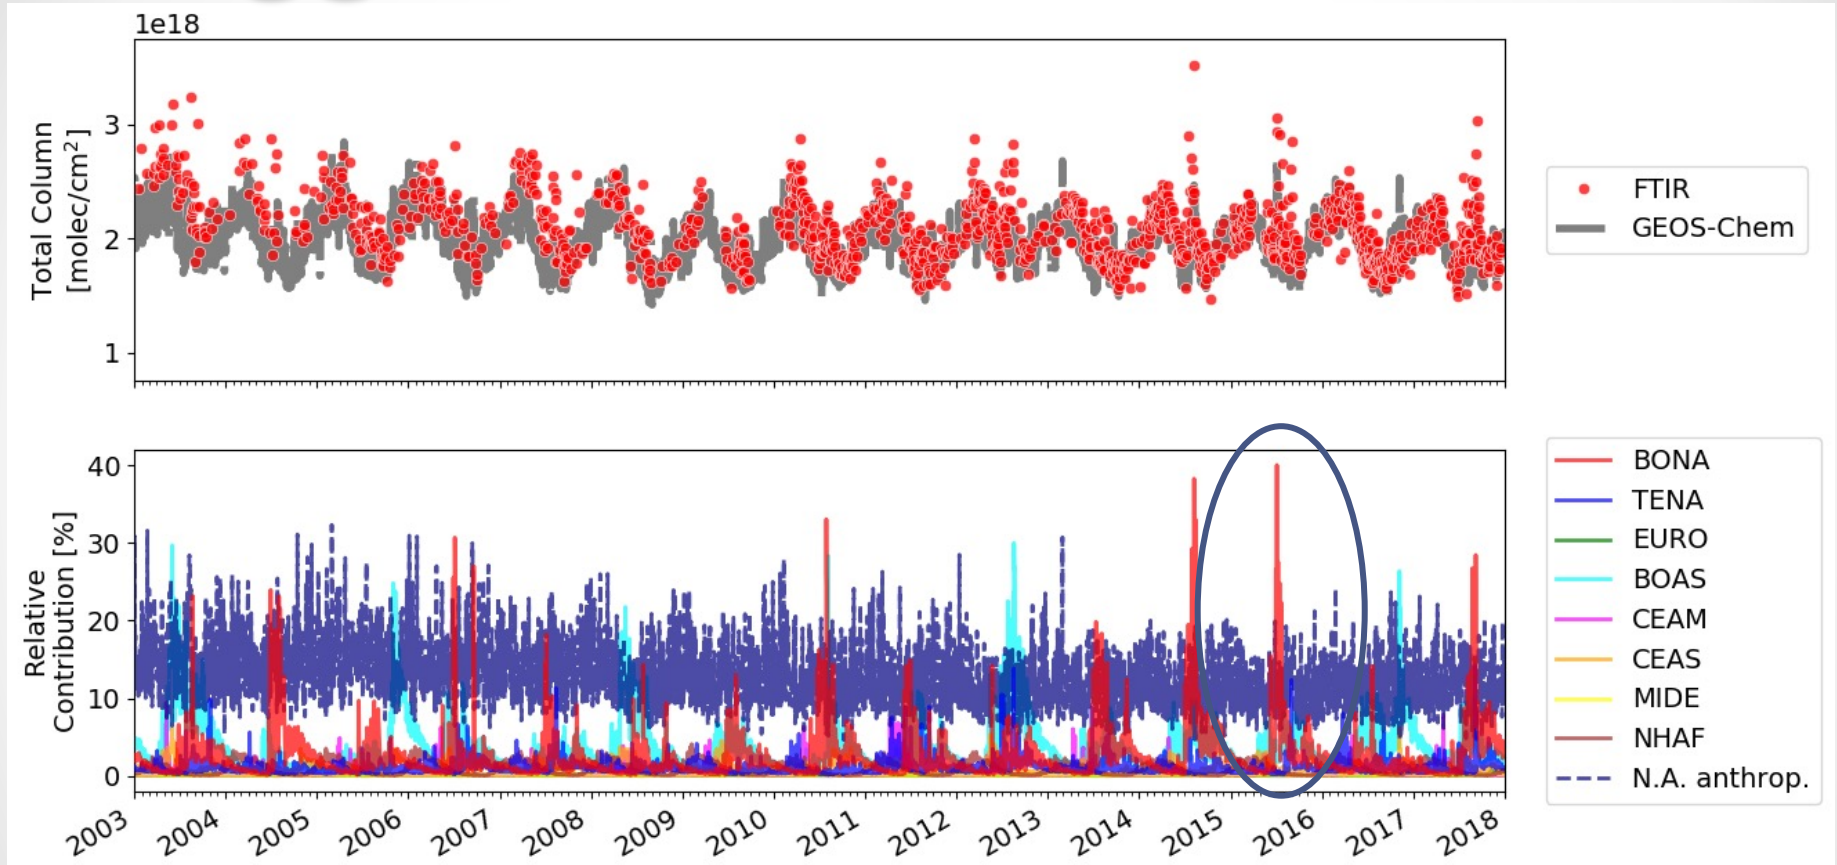 1e18
3
2
1
Total Column
[molec/cm²]
FTIR
GEOS-Chem
40
30
20
10
0
Relative
Contribution [%]
2003 2004 2005 2006 2007 2008 2009 2010 2011 2012 2013 2014 2015 2016 2017 2018
BONA
TENA
EURO
BOAS
CEAM
CEAS
MIDE
NHAF
N.A. anthrop.